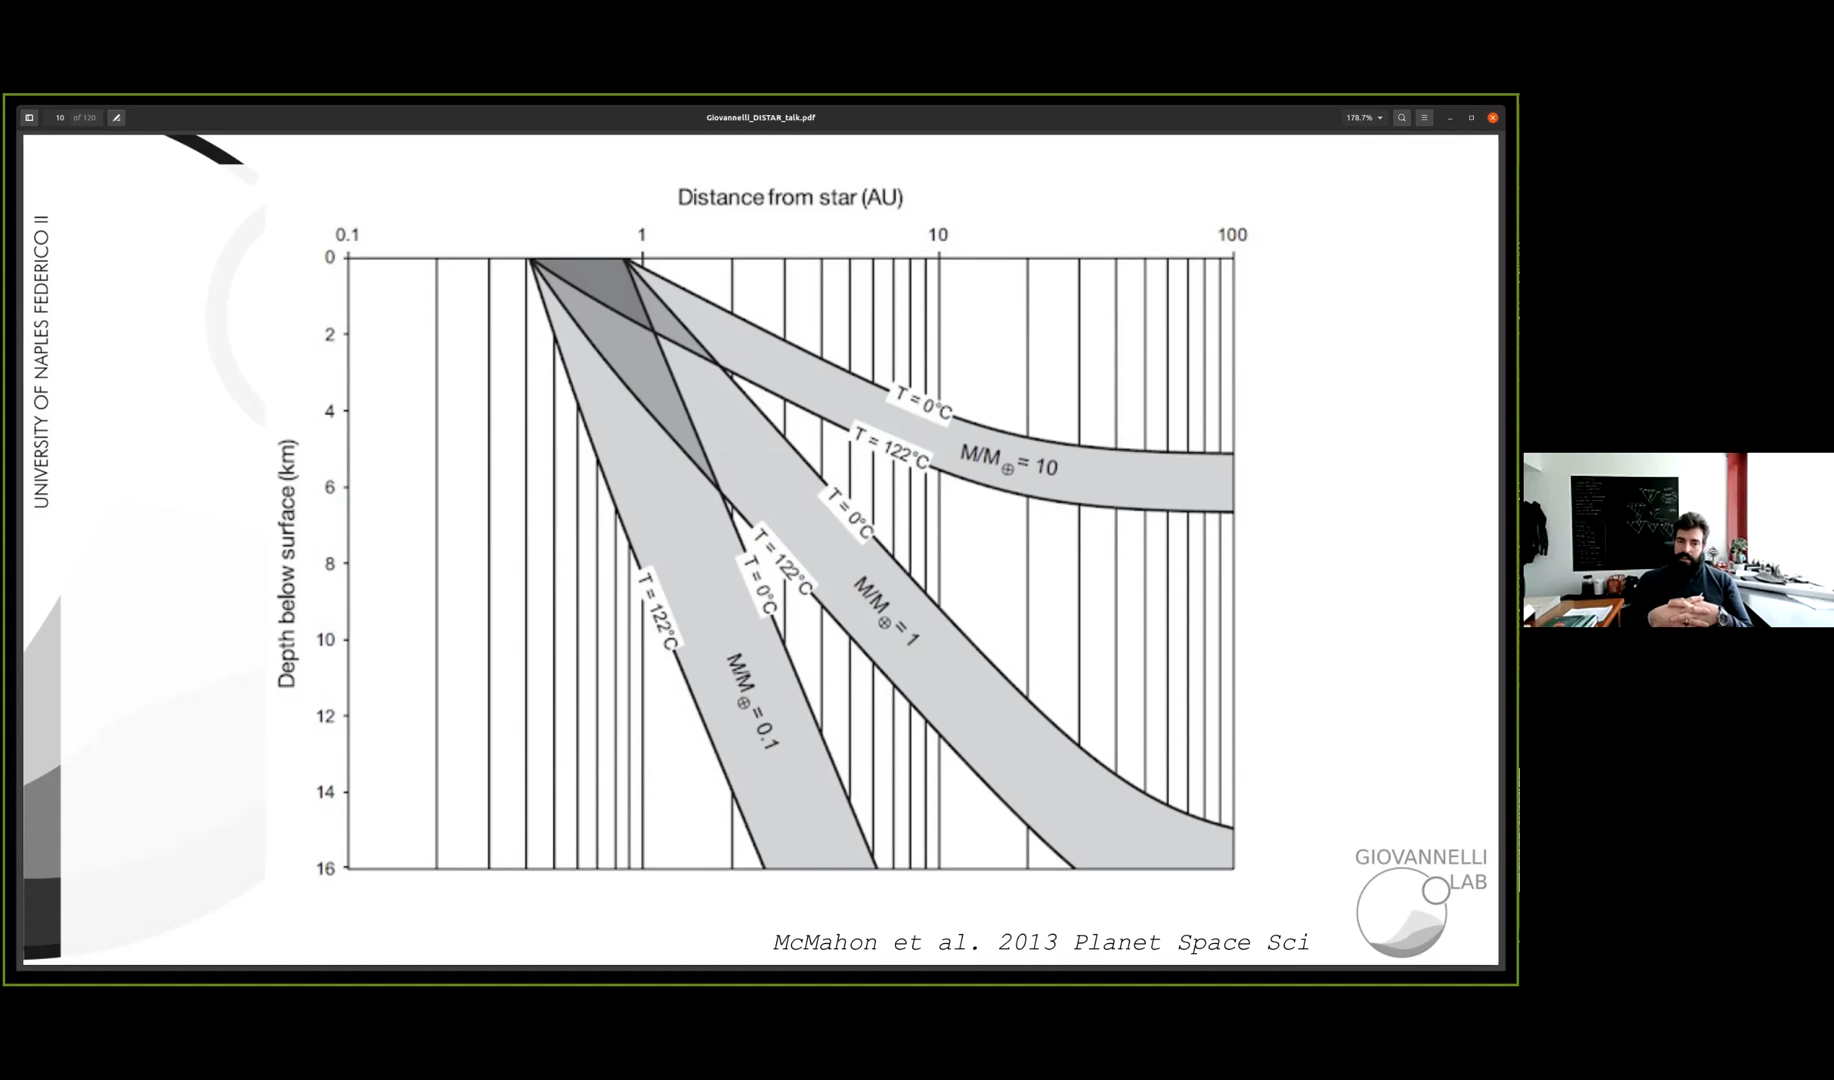 10 of 120
Giovannelli_DISTAR_talk.pdf
178.7%
UNIVERSITY OF NAPLES FEDERICO II
Distance from star (AU)
0.1 1 10 100
Depth below surface (km)
0
2
4
6
8
10
12
14
16
T = 0°C
T = 122°C
M/M⊕ = 10
T = 0°C
T = 122°C
M/M⊕ = 1
T = 0°C
T = 122°C
M/M⊕ = 0.1
McMahon et al. 2013 Planet Space Sci
GIOVANNELLI
LAB